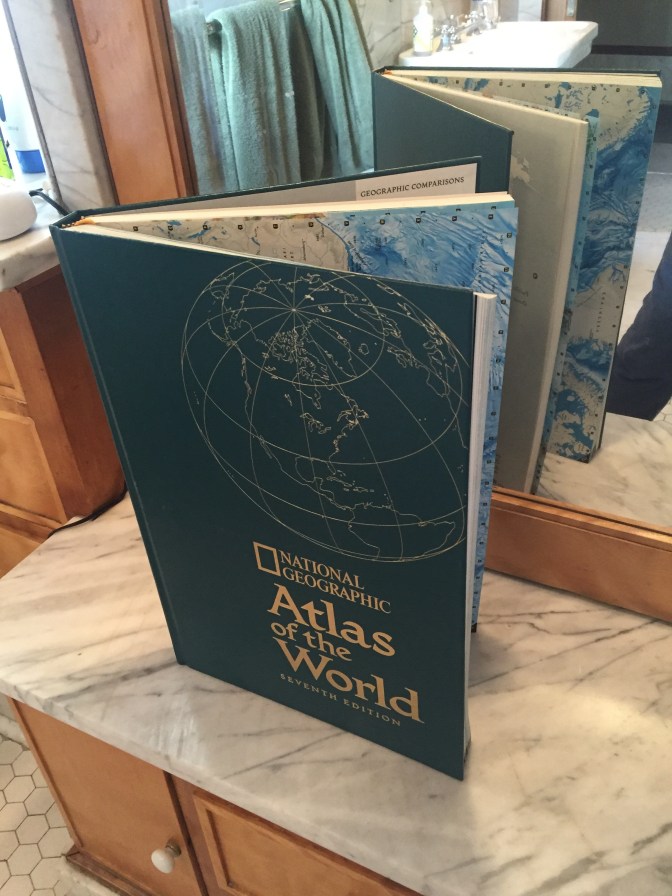 GEOGRAPHIC COMPARISONS
NATIONAL
GEOGRAPHIC
Atlas
of the
World
SEVENTH EDITION